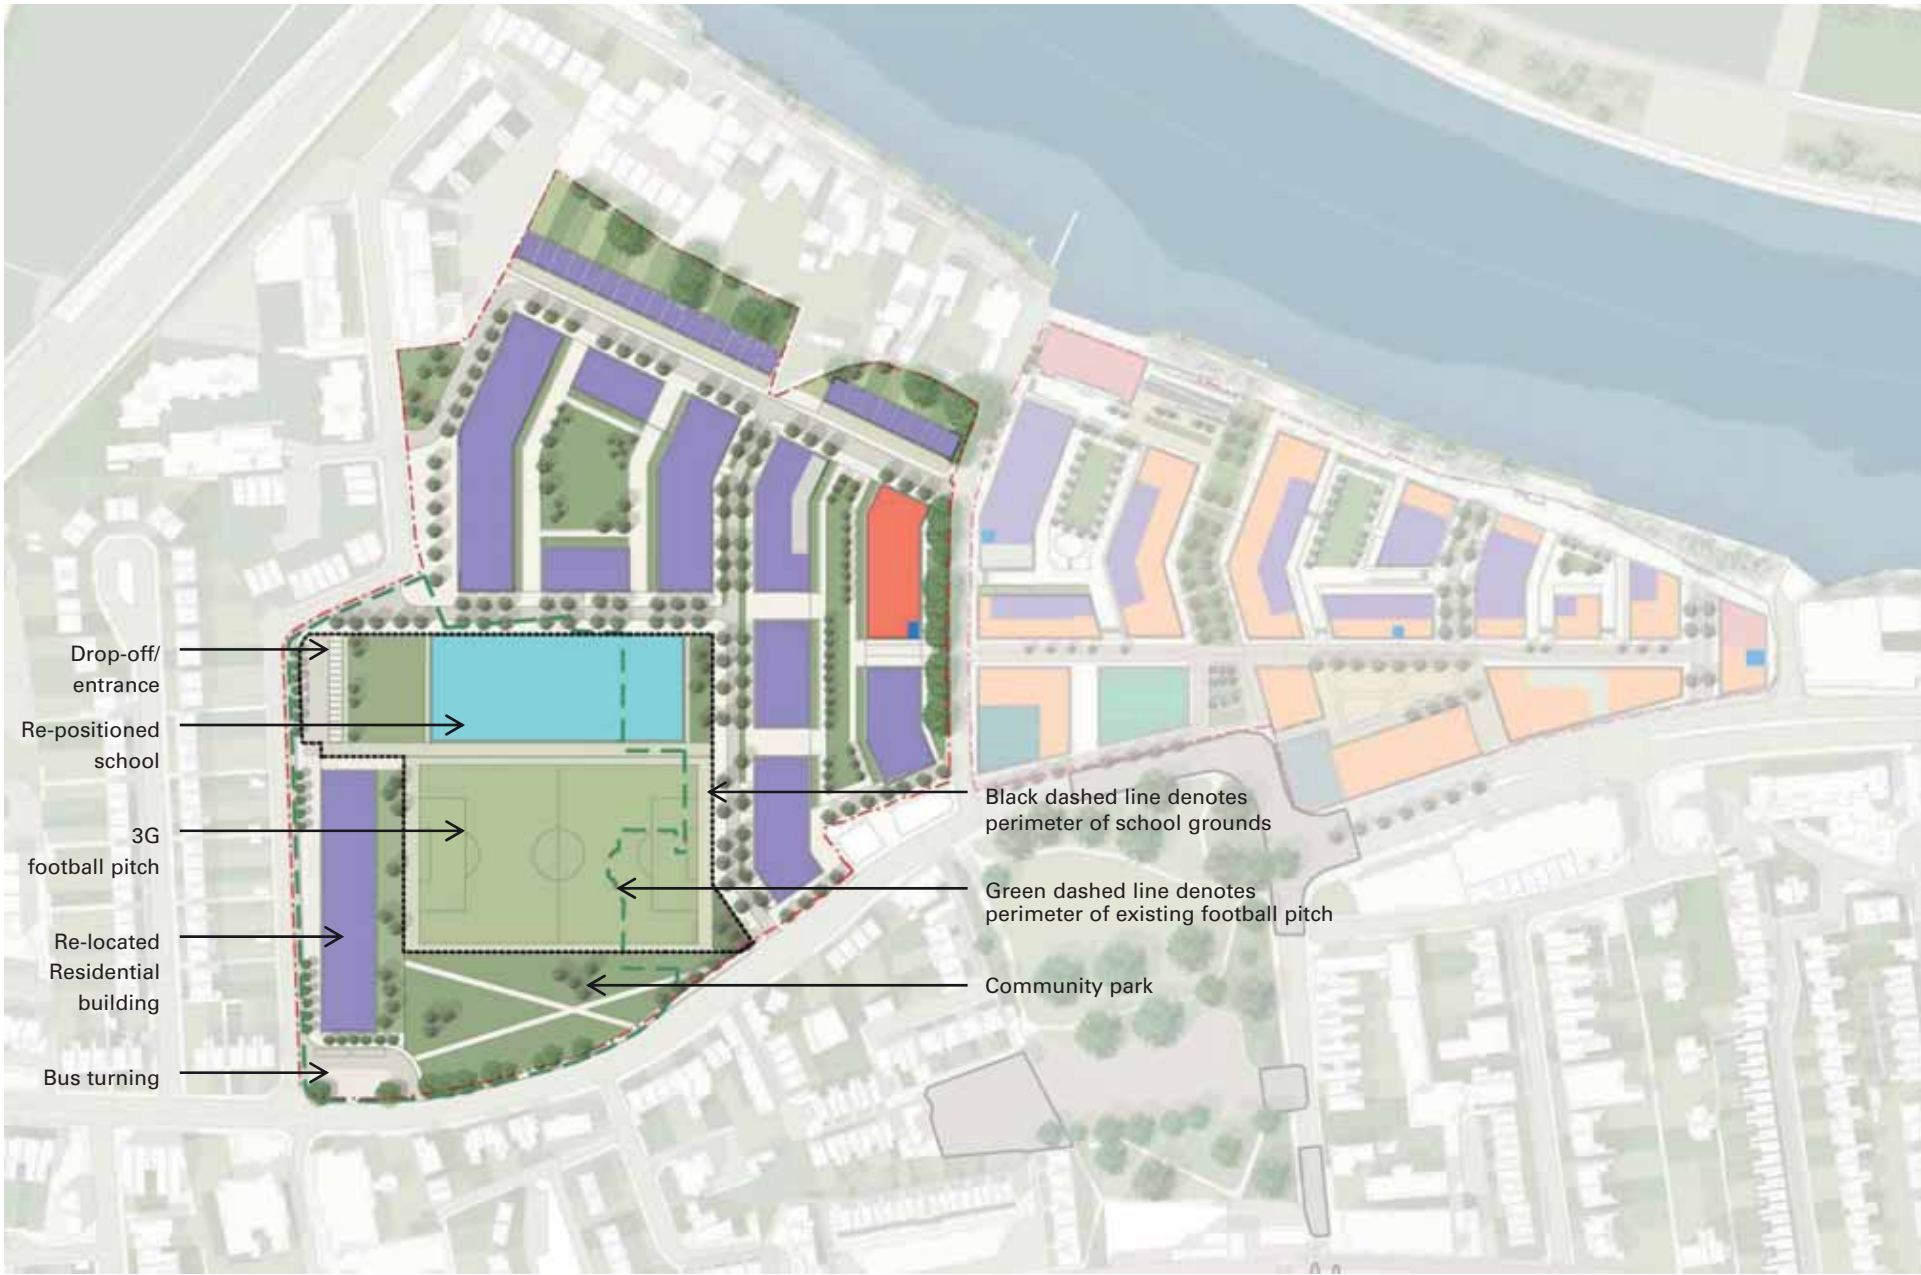 Drop-off/
entrance
Re-positioned
school
3G
football pitch
Re-located
Residential
building
Bus turning
Black dashed line denotes
perimeter of school grounds
Green dashed line denotes
perimeter of existing football pitch
Community park